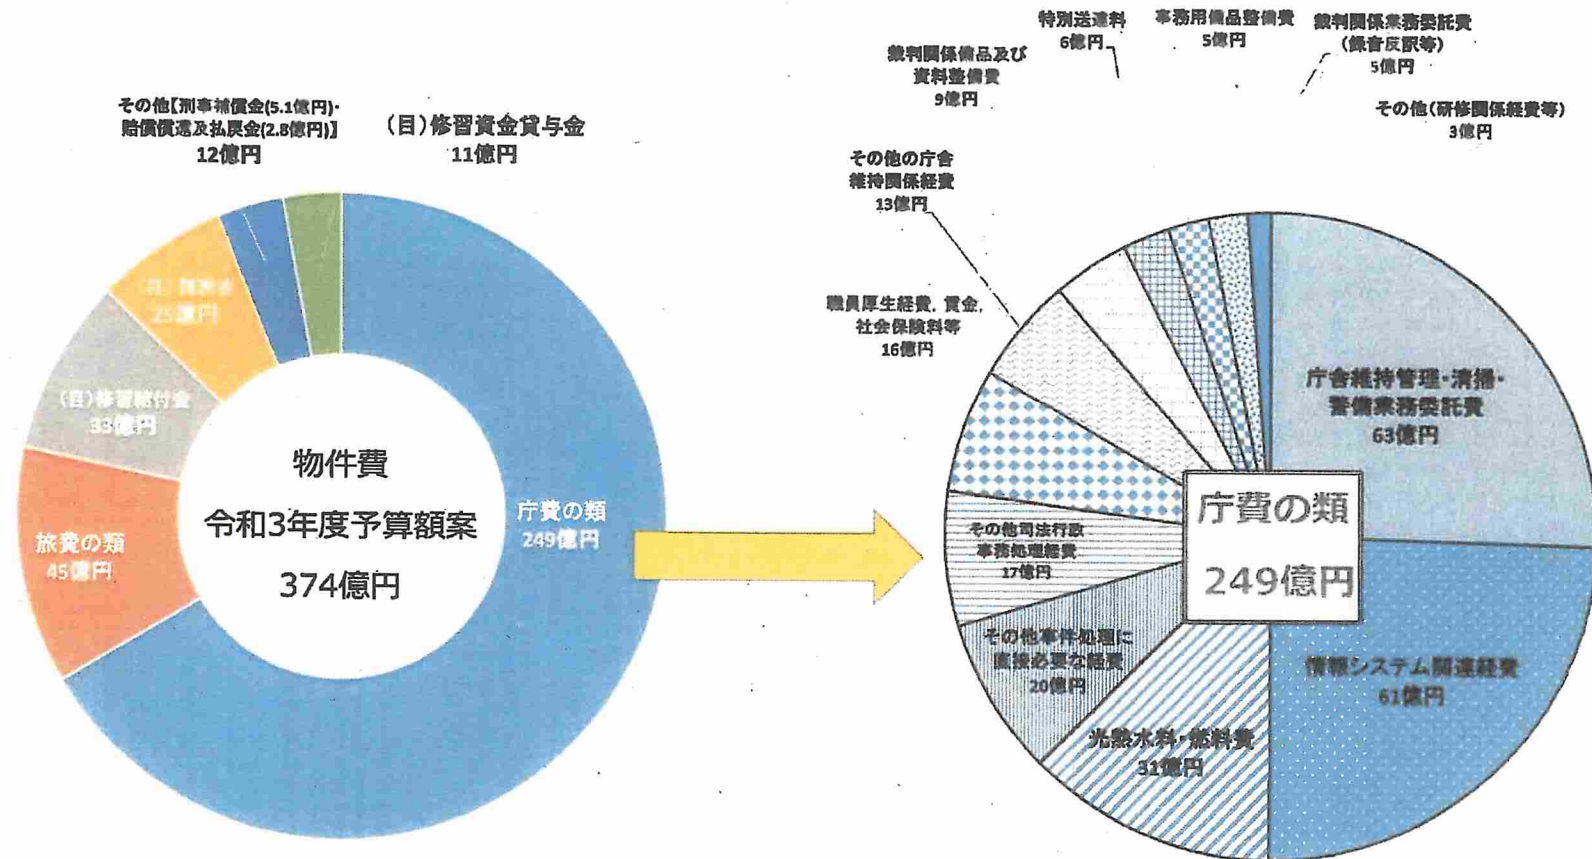 その他【刑事補償金(5.1億円)・
賠償償還及払戻金(2.8億円)】
12億円
(目)修習資金貸与金
11億円
25億円
(目)修習給付金
33億円
旅費の類
45億円
庁費の類
249億円
物件費
令和3年度予算額案
374億円
特別送達料
6億円
事務用備品整備費
5億円
裁判関係業務委託費
(録音反訳等)
5億円
裁判関係備品及び
資料整備費
9億円
その他(研修関係経費等)
3億円
その他の庁舎
維持関係経費
13億円
職員厚生経費,賃金,
社会保険料等
16億円
庁舎維持管理・清掃・
警備業務委託費
63億円
庁費の類
249億円
その他司法行政
事務処理経費
17億円
その他事件処理に
直接必要な経費
20億円
情報システム関連経費
61億円
光熱水料・燃料費
31億円